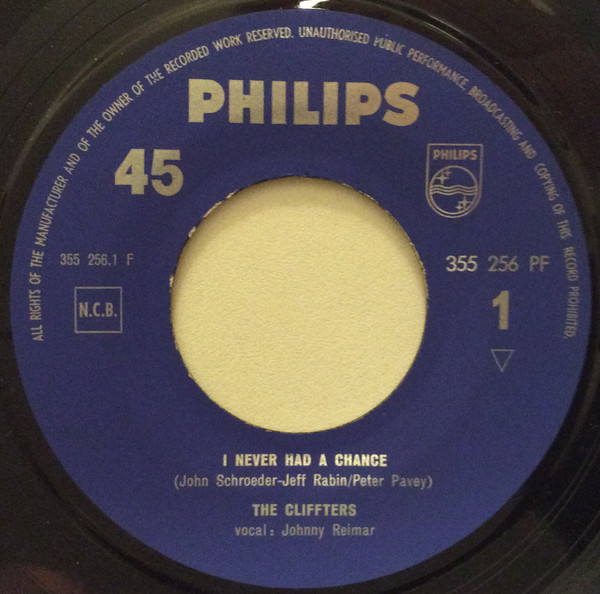 ALL RIGHTS OF THE MANUFACTURER AND OF THE OWNER OF THE RECORDED WORK RESERVED. UNAUTHORISED PUBLIC PERFORMANCE, BROADCASTING AND COPYING OF THIS RECORD PROHIBITED.
PHILIPS
45
PHILIPS
355 256.1 F
355 256 PF
N.C.B.
1
I NEVER HAD A CHANCE
(John Schroeder-Jeff Rabin/Peter Pavey)
THE CLIFFTERS
vocal: Johnny Reimar